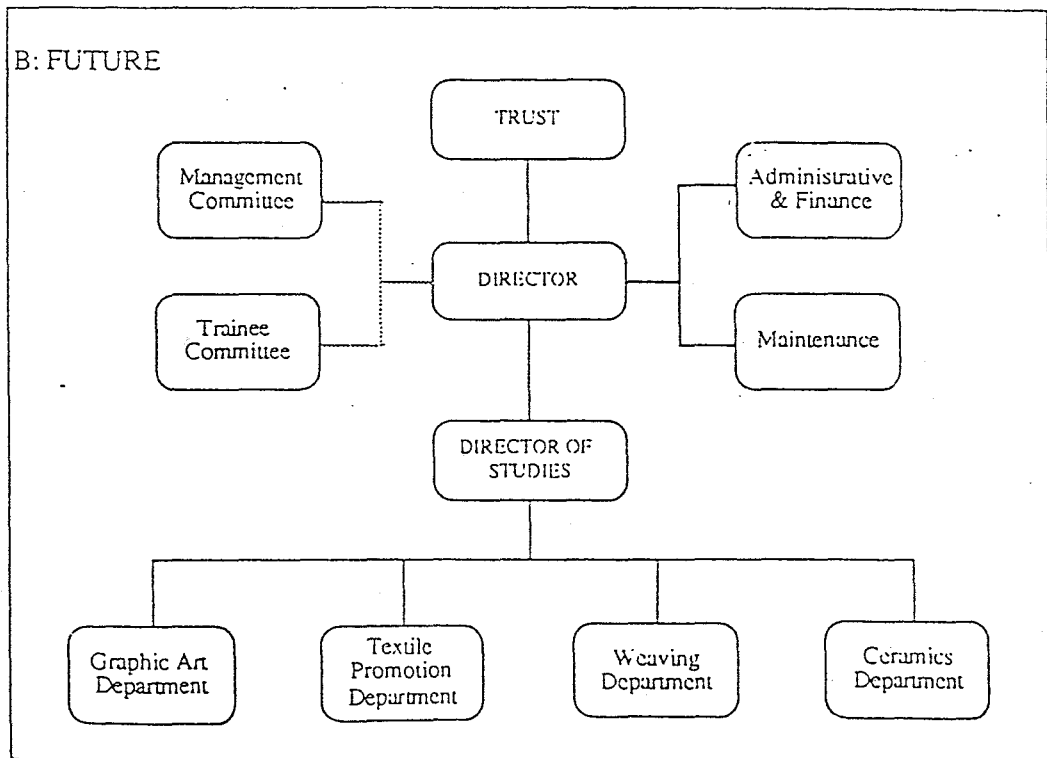 B: FUTURE
TRUST
Management
Committee
Administrative
& Finance
DIRECTOR
Trainee
Committee
Maintenance
DIRECTOR OF
STUDIES
Graphic Art
Department
Textile
Promotion
Department
Weaving
Department
Ceramics
Department